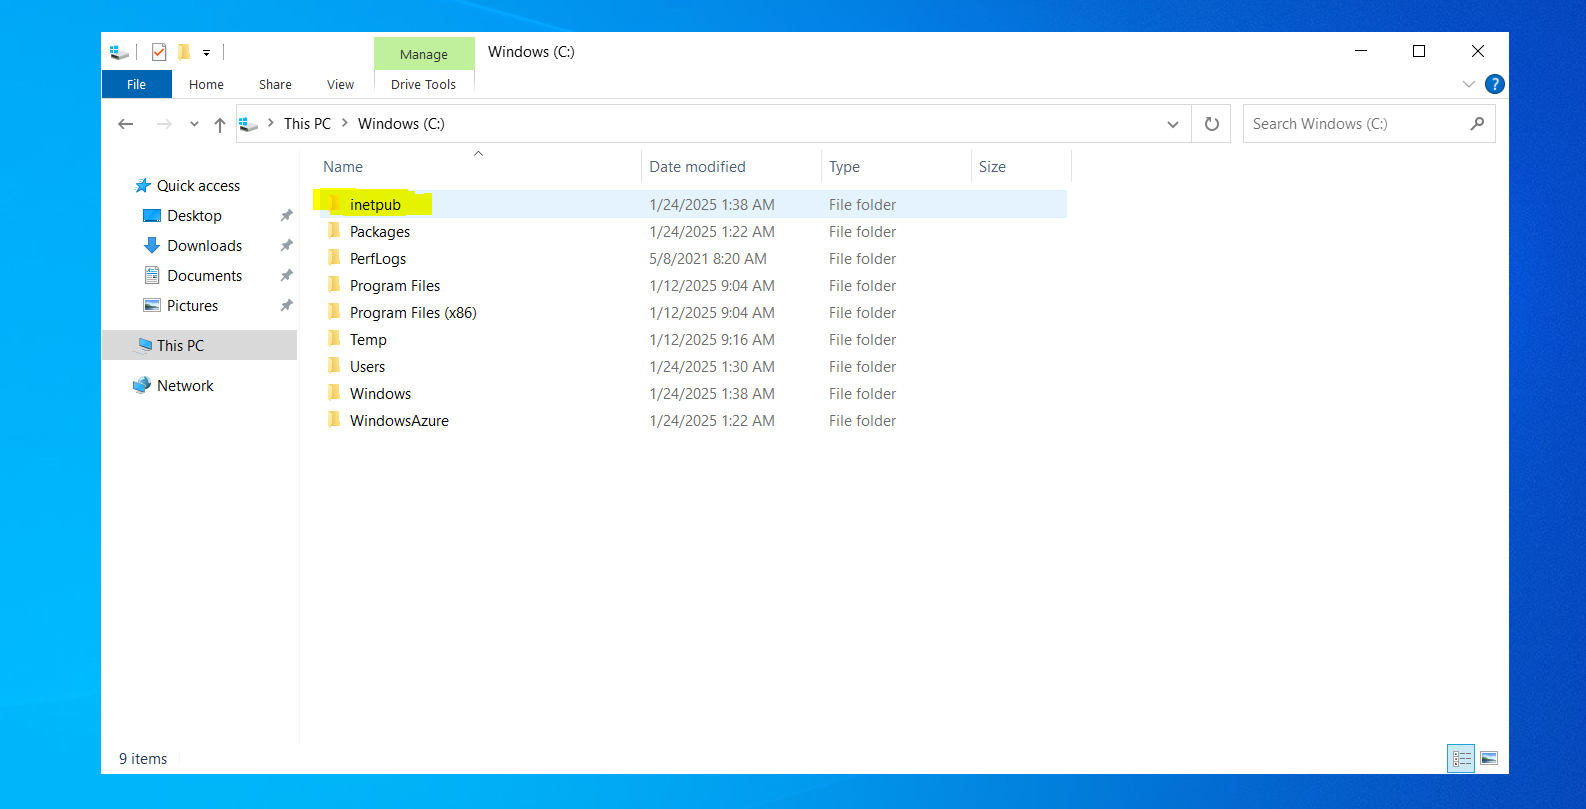 Manage
Windows (C:)
File
Home
Share
View
Drive Tools
?
This PC
Windows (C:)
Search Windows (C:)
Name
Date modified
Type
Size
Quick access
Desktop
Downloads
Documents
Pictures
This PC
Network
inetpub 1/24/2025 1:38 AM File folder
Packages 1/24/2025 1:22 AM File folder
PerfLogs 5/8/2021 8:20 AM File folder
Program Files 1/12/2025 9:04 AM File folder
Program Files (x86) 1/12/2025 9:04 AM File folder
Temp 1/12/2025 9:16 AM File folder
Users 1/24/2025 1:30 AM File folder
Windows 1/24/2025 1:38 AM File folder
WindowsAzure 1/24/2025 1:22 AM File folder
9 items